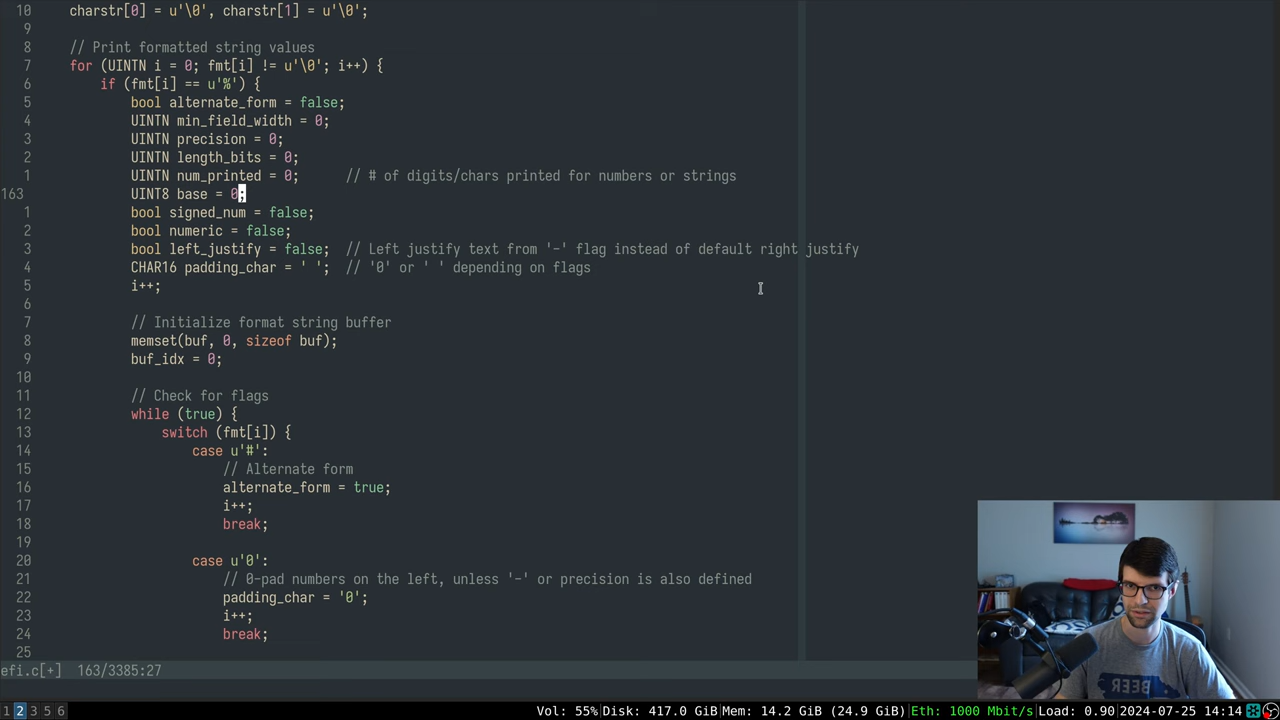 10 charstr[0] = u'\0', charstr[1] = u'\0';
9
8 // Print formatted string values
7 for (UINTN i = 0; fmt[i] != u'\0'; i++) {
6 if (fmt[i] == u'%') {
5 bool alternate_form = false;
4 UINTN min_field_width = 0;
3 UINTN precision = 0;
2 UINTN length_bits = 0;
1 UINTN num_printed = 0; // # of digits/chars printed for numbers or strings
163 UINT8 base = 0;
1 bool signed_num = false;
2 bool numeric = false;
3 bool left_justify = false; // Left justify text from '-' flag instead of default right justify
4 CHAR16 padding_char = ' '; // '0' or ' ' depending on flags
5 i++;
6
7 // Initialize format string buffer
8 memset(buf, 0, sizeof buf);
9 buf_idx = 0;
10
11 // Check for flags
12 while (true) {
13 switch (fmt[i]) {
14 case u'#':
15 // Alternate form
16 alternate_form = true;
17 i++;
18 break;
19
20 case u'0':
21 // 0-pad numbers on the left, unless '-' or precision is also defined
22 padding_char = '0';
23 i++;
24 break;
25
efi.c[+] 163/3385:27
BEER
1 2 3 5 6 Vol: 55%|Disk: 417.0 GiB|Mem: 14.2 GiB (24.9 GiB)|Eth: 1000 Mbit/s|Load: 0.90|2024-07-25 14:14